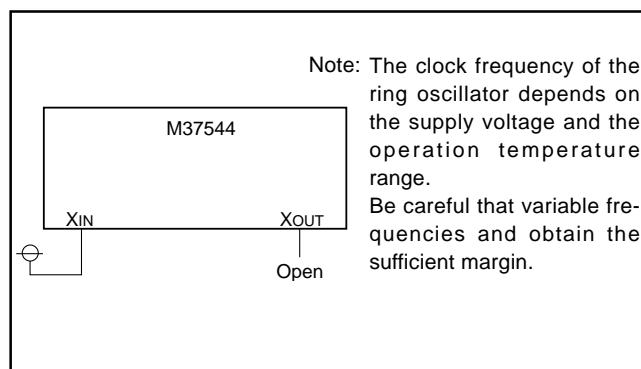 Note: The clock frequency of the
ring oscillator depends on
the supply voltage and the
operation temperature
range.
Be careful that variable fre-
quencies and obtain the
sufficient margin.
M37544
XIN
XOUT
Open